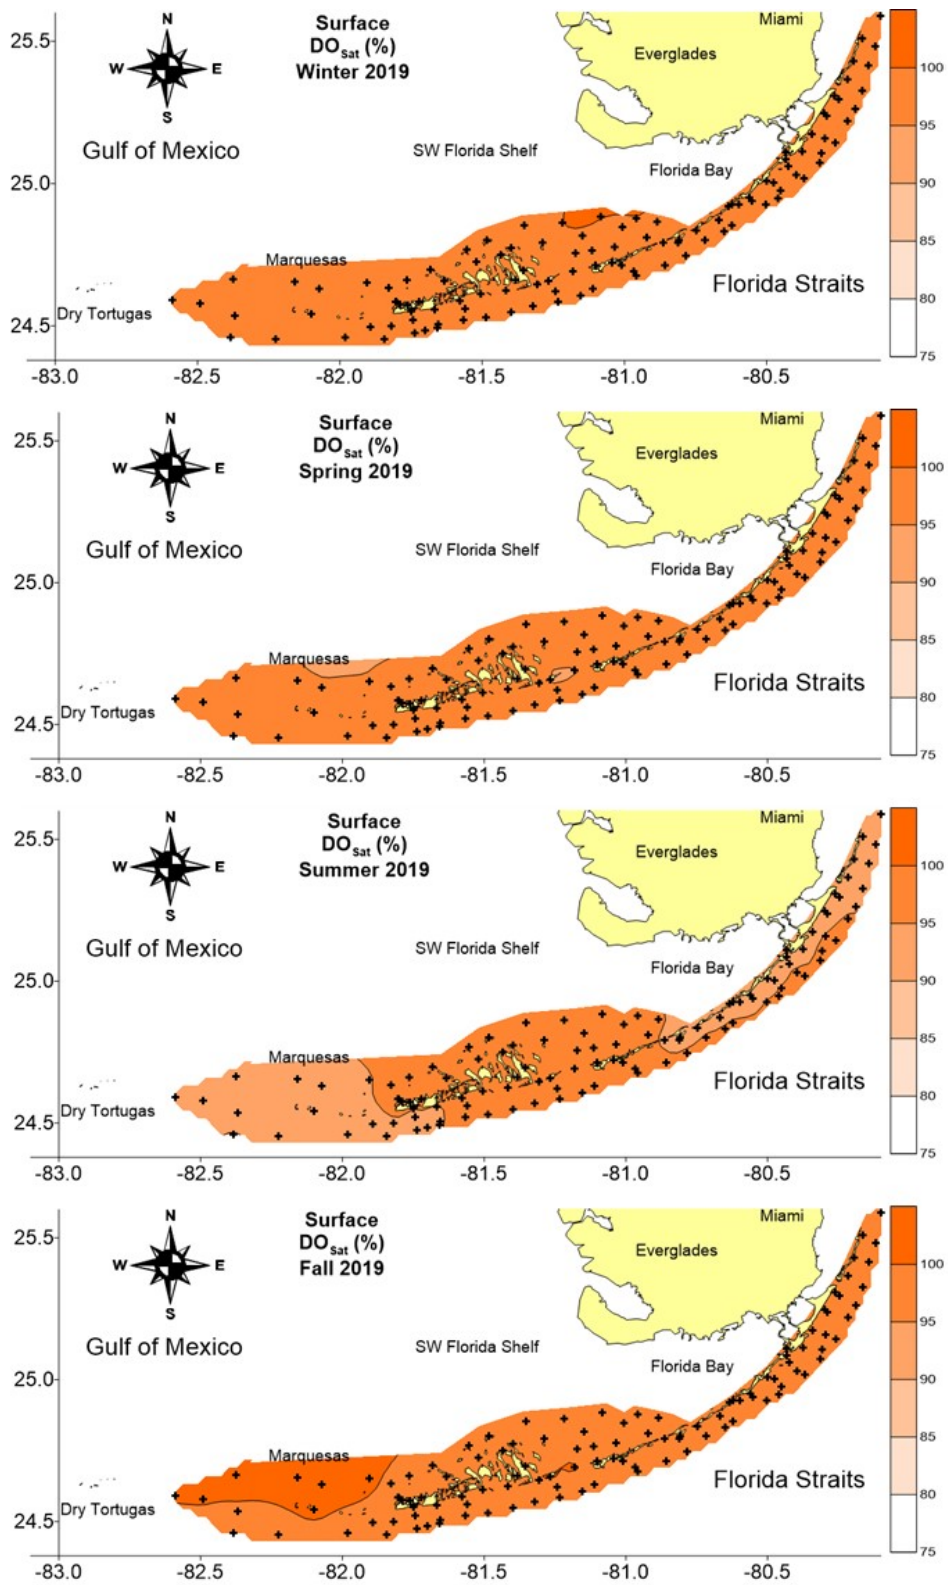 N
W E
S
Surface
DOSat (%)
Winter 2019
Miami
Everglades
SW Florida Shelf
Gulf of Mexico
Florida Bay
Marquesas
Florida Straits
Dry Tortugas
25.5
25.0
24.5
-83.0 -82.5 -82.0 -81.5 -81.0 -80.5
100
95
90
85
80
75
N
W E
S
Surface
DOSat (%)
Spring 2019
Miami
Everglades
SW Florida Shelf
Gulf of Mexico
Florida Bay
Marquesas
Florida Straits
Dry Tortugas
25.5
25.0
24.5
-83.0 -82.5 -82.0 -81.5 -81.0 -80.5
100
95
90
85
80
75
N
W E
S
Surface
DOSat (%)
Summer 2019
Miami
Everglades
SW Florida Shelf
Gulf of Mexico
Florida Bay
Marquesas
Florida Straits
Dry Tortugas
25.5
25.0
24.5
-83.0 -82.5 -82.0 -81.5 -81.0 -80.5
100
95
90
85
80
75
N
W E
S
Surface
DOSat (%)
Fall 2019
Miami
Everglades
SW Florida Shelf
Gulf of Mexico
Florida Bay
Marquesas
Florida Straits
Dry Tortugas
25.5
25.0
24.5
-83.0 -82.5 -82.0 -81.5 -81.0 -80.5
100
95
90
85
80
75